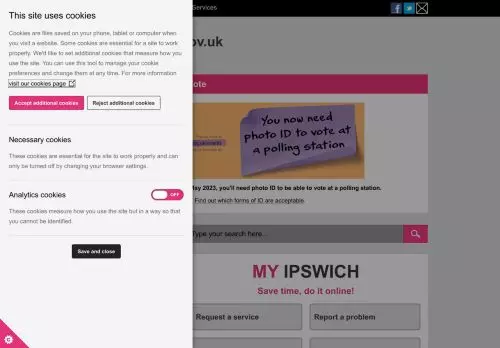 This site uses cookies
Cookies are files saved on your phone, tablet or computer when
you visit a website. Some cookies are essential for a site to work
properly and we'd like to set additional cookies that measure how you
use the site. You can use this tool to manage your cookie
preferences and change them at any time. For more information
visit our cookies page
Accept additional cookies
Reject additional cookies
Necessary cookies
These cookies are essential for the site to work properly and can
only be turned off by changing your browser settings.
Analytics cookies
OFF
These cookies measure how you use the site but in a way so that
you cannot be identified.
Save and close
Services
ov.uk
ote
You now need
photo ID to vote at
a polling station
May 2023, you'll need photo ID to be able to vote at a polling station.
Find out which forms of ID are acceptable
Type your search here...
MY IPSWICH
Save time, do it online!
Request a service
Report a problem